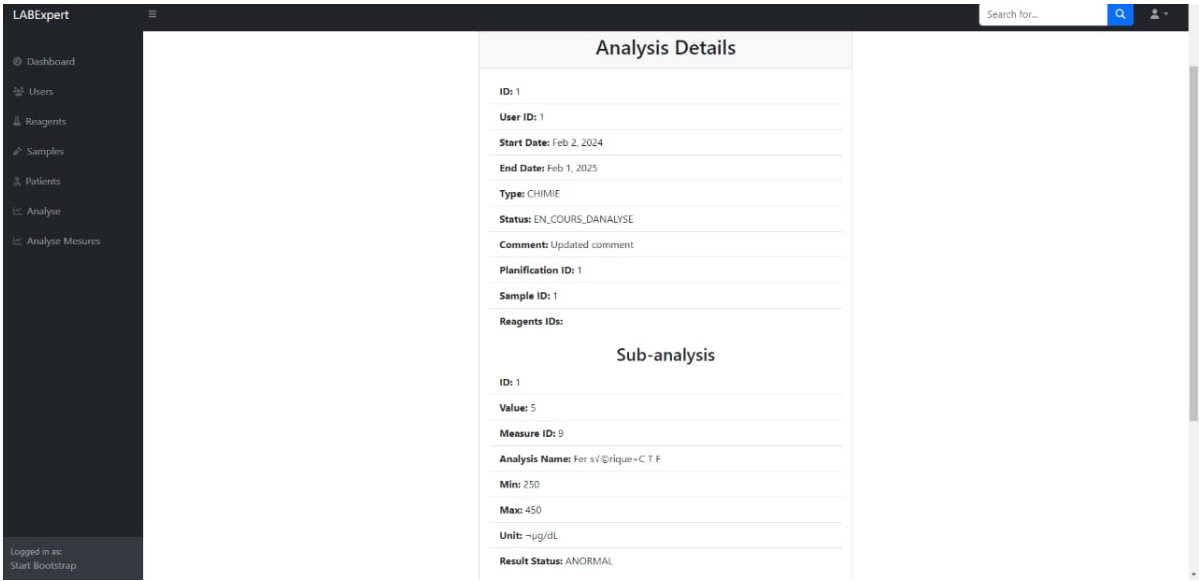 LABExpert
Search for...
Dashboard
Users
Reagents
Samples
Patients
Analyse
Analyse Mesures
Logged in as:
Start Bootstrap
Analysis Details
ID: 1
User ID: 1
Start Date: Feb 2, 2024
End Date: Feb 1, 2025
Type: CHIMIE
Status: EN_COURS_DANALYSE
Comment: Updated comment
Planification ID: 1
Sample ID: 1
Reagents IDs:
Sub-analysis
ID: 1
Value: 5
Measure ID: 9
Analysis Name: Fer s√©rique+C T F
Min: 250
Max: 450
Unit: ¬µg/dL
Result Status: ANORMAL